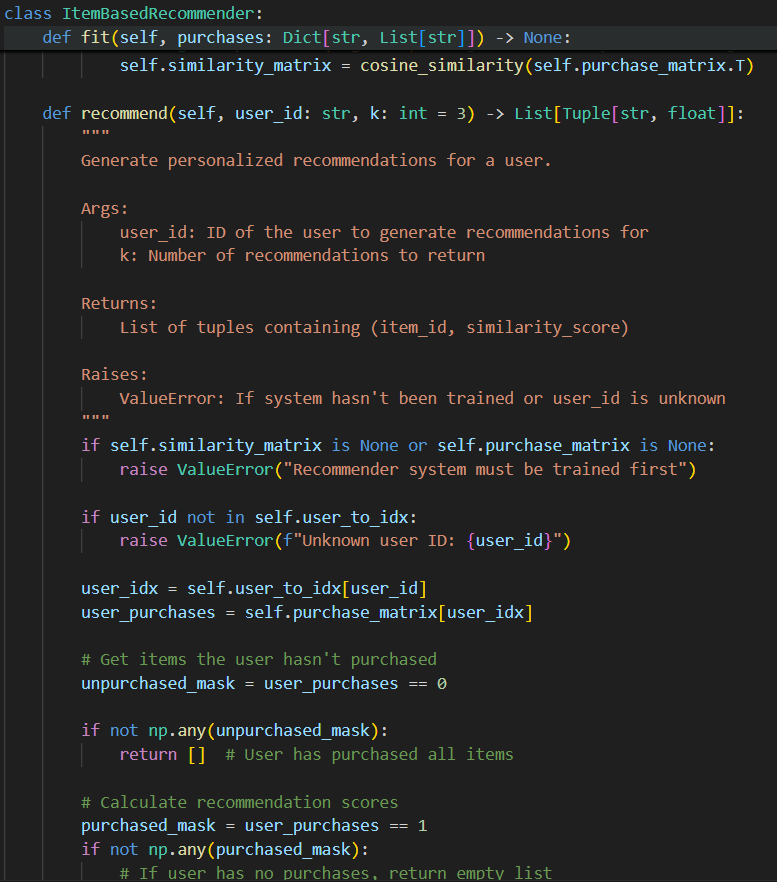 class ItemBasedRecommender:
    def fit(self, purchases: Dict[str, List[str]]) -> None:
            self.similarity_matrix = cosine_similarity(self.purchase_matrix.T)

    def recommend(self, user_id: str, k: int = 3) -> List[Tuple[str, float]]:
        """
        Generate personalized recommendations for a user.

        Args:
            user_id: ID of the user to generate recommendations for
            k: Number of recommendations to return

        Returns:
            List of tuples containing (item_id, similarity_score)

        Raises:
            ValueError: If system hasn't been trained or user_id is unknown
        """
        if self.similarity_matrix is None or self.purchase_matrix is None:
            raise ValueError("Recommender system must be trained first")

        if user_id not in self.user_to_idx:
            raise ValueError(f"Unknown user ID: {user_id}")

        user_idx = self.user_to_idx[user_id]
        user_purchases = self.purchase_matrix[user_idx]

        # Get items the user hasn't purchased
        unpurchased_mask = user_purchases == 0

        if not np.any(unpurchased_mask):
            return []  # User has purchased all items

        # Calculate recommendation scores
        purchased_mask = user_purchases == 1
        if not np.any(purchased_mask):
            # If user has no purchases, return empty list